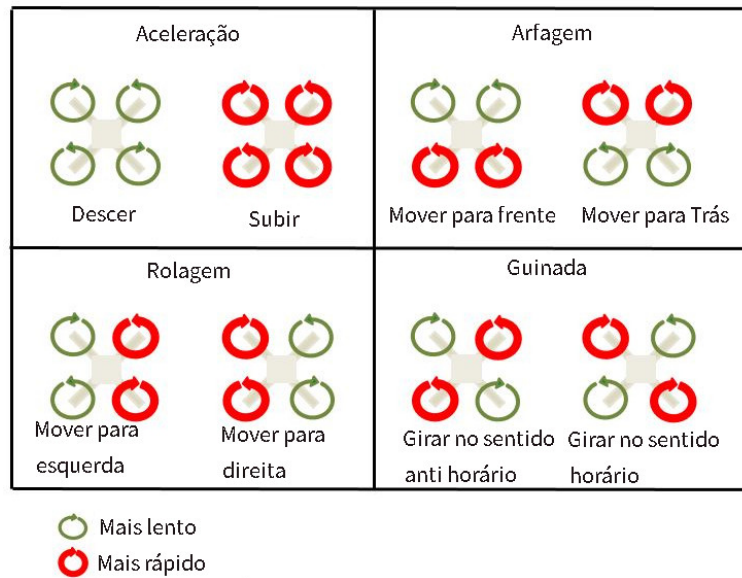 Aceleração
Arfagem
Descer
Subir
Mover para frente
Mover para Trás
Rolagem
Guinada
Mover para
esquerda
Mover para
direita
Girar no sentido
anti horário
Girar no sentido
horário
Mais lento
Mais rápido